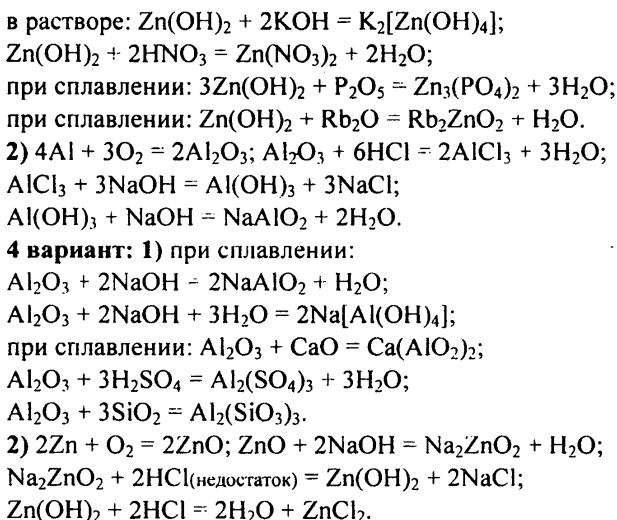 в растворе: Zn(OH)₂ + 2KOH = K₂[Zn(OH)₄];
Zn(OH)₂ + 2HNO₃ = Zn(NO₃)₂ + 2H₂O;
при сплавлении: 3Zn(OH)₂ + P₂O₅ = Zn₃(PO₄)₂ + 3H₂O;
при сплавлении: Zn(OH)₂ + Rb₂O = Rb₂ZnO₂ + H₂O.
2) 4Al + 3O₂ = 2Al₂O₃; Al₂O₃ + 6HCl = 2AlCl₃ + 3H₂O;
AlCl₃ + 3NaOH = Al(OH)₃ + 3NaCl;
Al(OH)₃ + NaOH = NaAlO₂ + 2H₂O.
4 вариант: 1) при сплавлении:
Al₂O₃ + 2NaOH = 2NaAlO₂ + H₂O;
Al₂O₃ + 2NaOH + 3H₂O = 2Na[Al(OH)₄];
при сплавлении: Al₂O₃ + CaO = Ca(AlO₂)₂;
Al₂O₃ + 3H₂SO₄ = Al₂(SO₄)₃ + 3H₂O;
Al₂O₃ + 3SiO₂ = Al₂(SiO₃)₃.
2) 2Zn + O₂ = 2ZnO; ZnO + 2NaOH = Na₂ZnO₂ + H₂O;
Na₂ZnO₂ + 2HCl(недостаток) = Zn(OH)₂ + 2NaCl;
Zn(OH)₂ + 2HCl = 2H₂O + ZnCl₂.